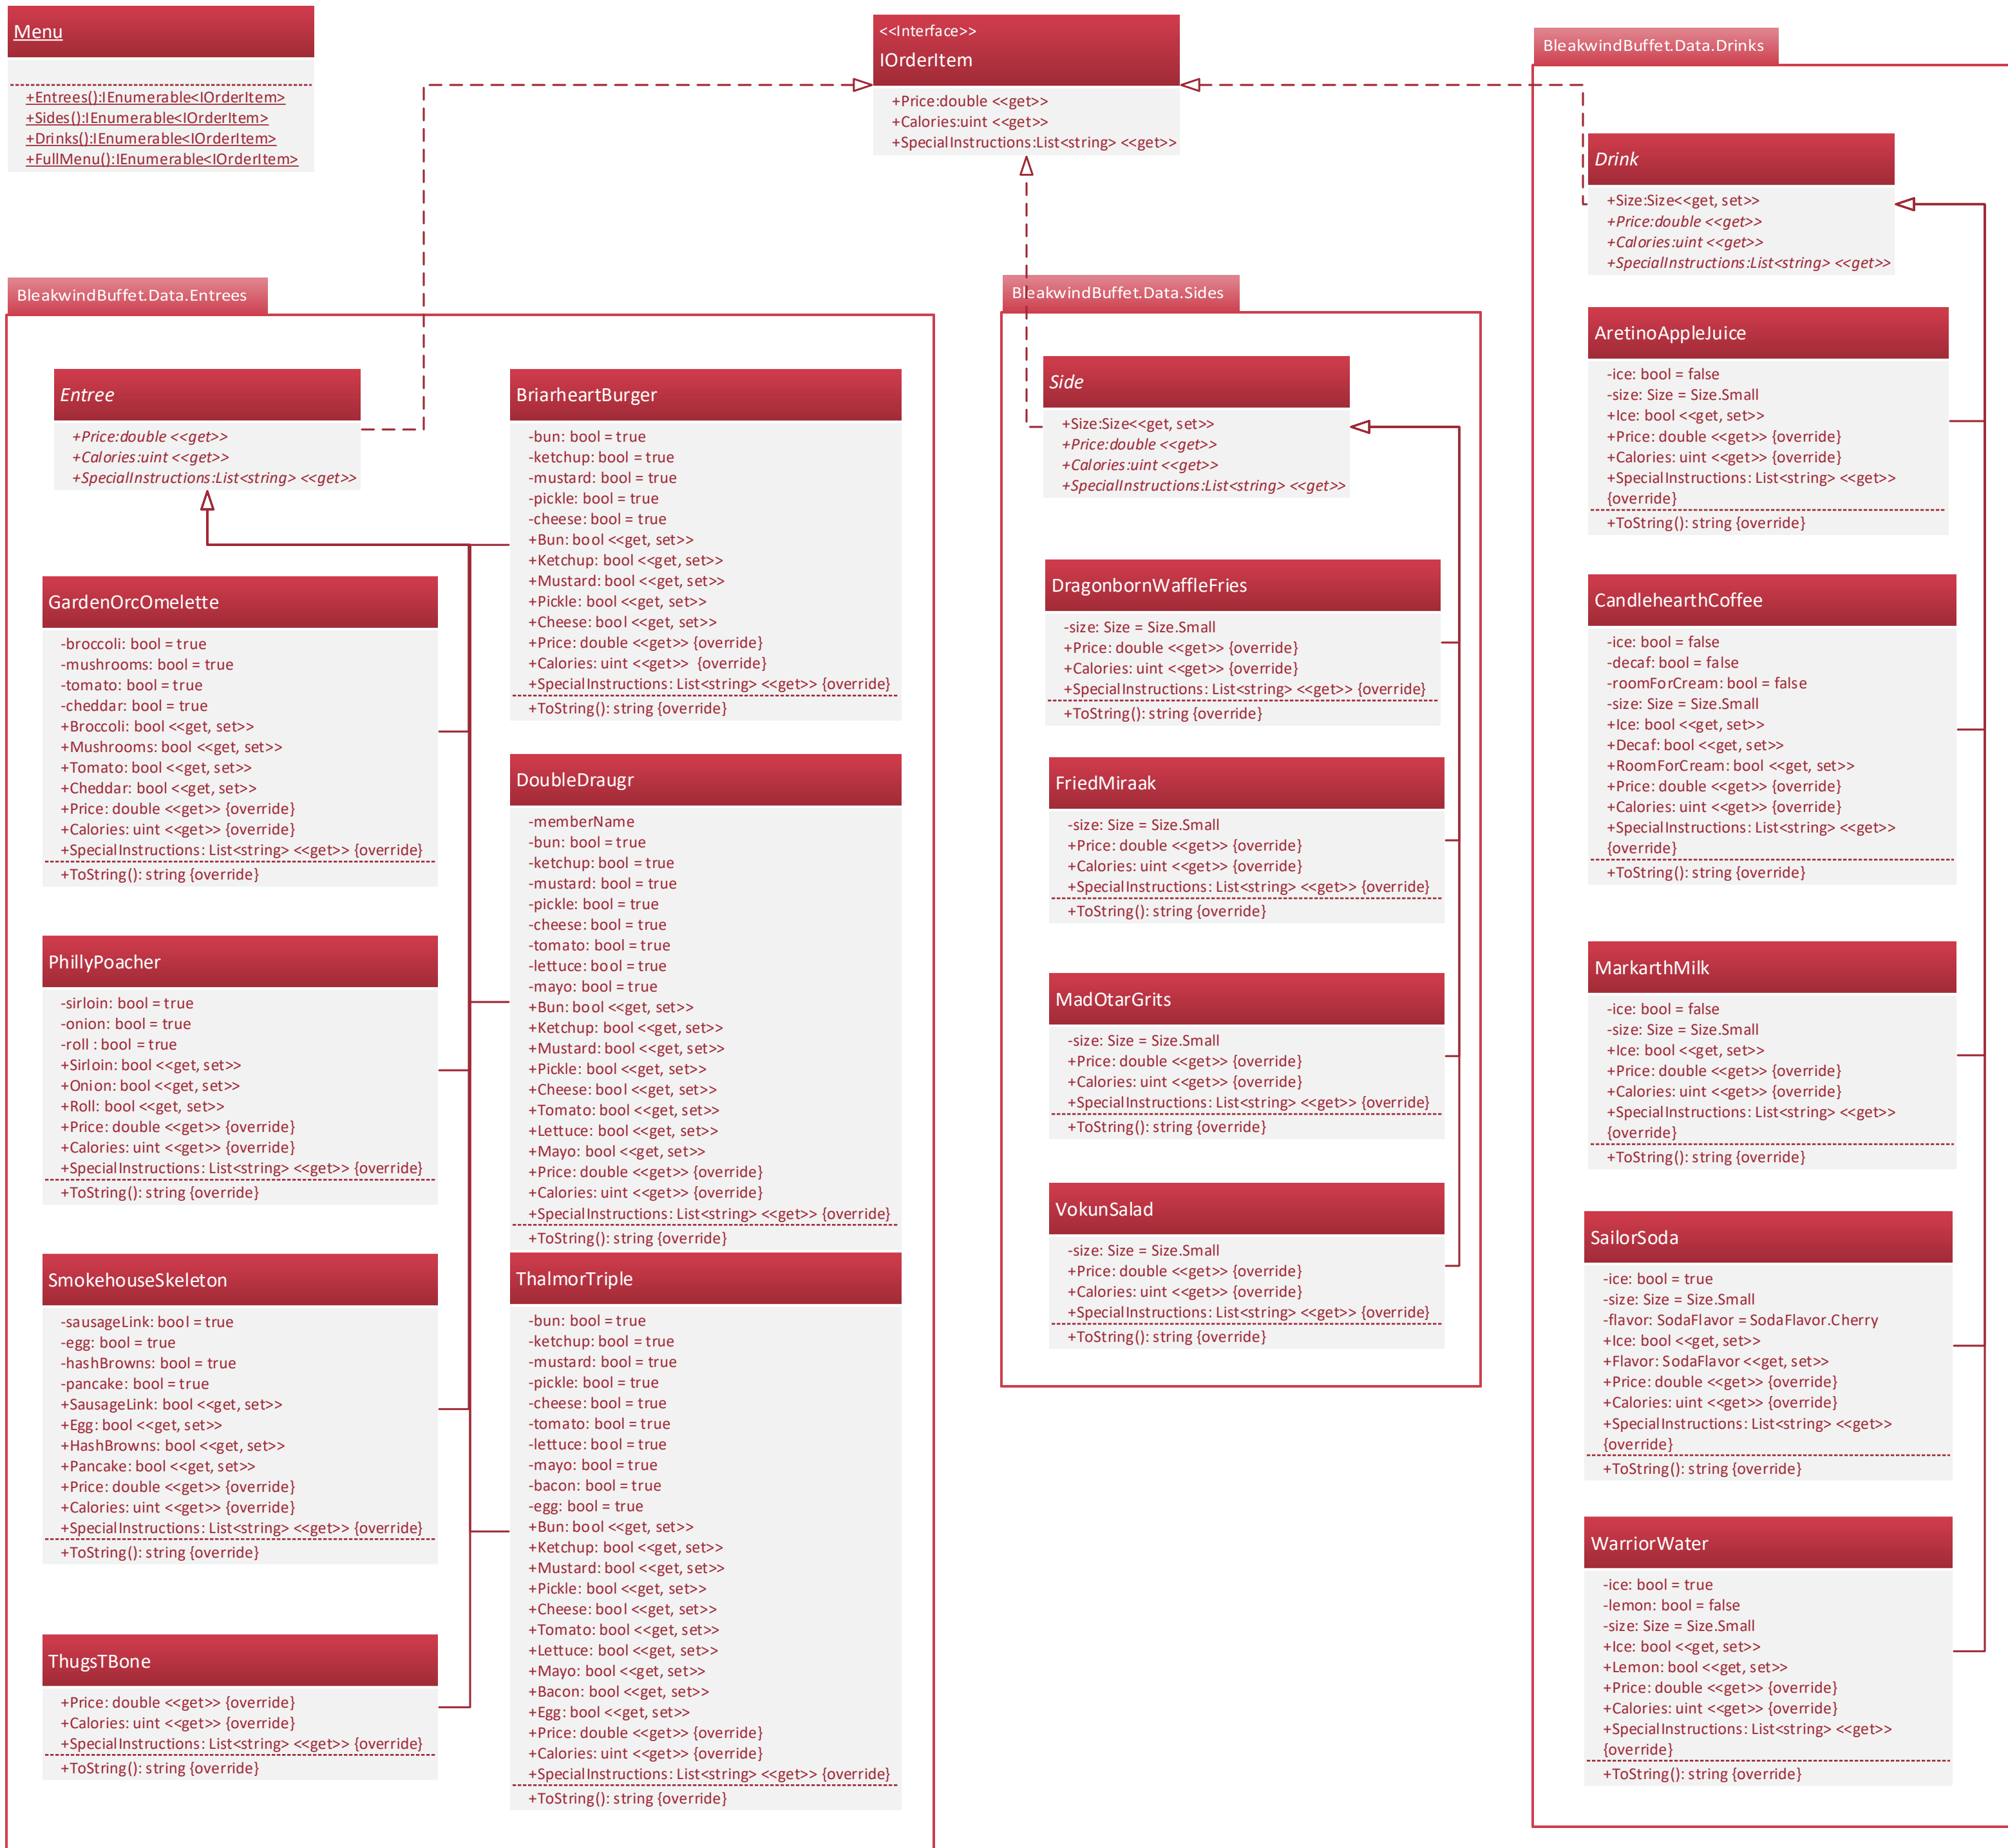 Menu
+Entrees():IEnumerable<IOrderItem>
+Sides():IEnumerable<IOrderItem>
+Drinks():IEnumerable<IOrderItem>
+FullMenu():IEnumerable<IOrderItem>
<<Interface>>
IOrderItem
+Price:double <<get>>
+Calories:uint <<get>>
+SpecialInstructions:List<string> <<get>>
BleakwindBuffet.Data.Entrees
Entree
+Price:double <<get>>
+Calories:uint <<get>>
+SpecialInstructions:List<string> <<get>>
GardenOrcOmelette
-broccoli: bool = true
-mushrooms: bool = true
-tomato: bool = true
-cheddar: bool = true
+Broccoli: bool <<get, set>>
+Mushrooms: bool <<get, set>>
+Tomato: bool <<get, set>>
+Cheddar: bool <<get, set>>
+Price: double <<get>> {override}
+Calories: uint <<get>> {override}
+SpecialInstructions: List<string> <<get>> {override}
+ToString(): string {override}
PhillyPoacher
-sirloin: bool = true
-onion: bool = true
-roll : bool = true
+Sirloin: bool <<get, set>>
+Onion: bool <<get, set>>
+Roll: bool <<get, set>>
+Price: double <<get>> {override}
+Calories: uint <<get>> {override}
+SpecialInstructions: List<string> <<get>> {override}
+ToString(): string {override}
SmokehouseSkeleton
-sausageLink: bool = true
-egg: bool = true
-hashBrowns: bool = true
-pancake: bool = true
+SausageLink: bool <<get, set>>
+Egg: bool <<get, set>>
+HashBrowns: bool <<get, set>>
+Pancake: bool <<get, set>>
+Price: double <<get>> {override}
+Calories: uint <<get>> {override}
+SpecialInstructions: List<string> <<get>> {override}
+ToString(): string {override}
ThugsTBone
+Price: double <<get>> {override}
+Calories: uint <<get>> {override}
+SpecialInstructions: List<string> <<get>> {override}
+ToString(): string {override}
BriarheartBurger
-bun: bool = true
-ketchup: bool = true
-mustard: bool = true
-pickle: bool = true
-cheese: bool = true
+Bun: bool <<get, set>>
+Ketchup: bool <<get, set>>
+Mustard: bool <<get, set>>
+Pickle: bool <<get, set>>
+Cheese: bool <<get, set>>
+Price: double <<get>> {override}
+Calories: uint <<get>> {override}
+SpecialInstructions: List<string> <<get>> {override}
+ToString(): string {override}
DoubleDraugr
-memberName
-bun: bool = true
-ketchup: bool = true
-mustard: bool = true
-pickle: bool = true
-cheese: bool = true
-tomato: bool = true
-lettuce: bool = true
-mayo: bool = true
+Bun: bool <<get, set>>
+Ketchup: bool <<get, set>>
+Mustard: bool <<get, set>>
+Pickle: bool <<get, set>>
+Cheese: bool <<get, set>>
+Tomato: bool <<get, set>>
+Lettuce: bool <<get, set>>
+Mayo: bool <<get, set>>
+Price: double <<get>> {override}
+Calories: uint <<get>> {override}
+SpecialInstructions: List<string> <<get>> {override}
+ToString(): string {override}
ThalmorTriple
-bun: bool = true
-ketchup: bool = true
-mustard: bool = true
-pickle: bool = true
-cheese: bool = true
-tomato: bool = true
-lettuce: bool = true
-mayo: bool = true
-bacon: bool = true
-egg: bool = true
+Bun: bool <<get, set>>
+Ketchup: bool <<get, set>>
+Mustard: bool <<get, set>>
+Pickle: bool <<get, set>>
+Cheese: bool <<get, set>>
+Tomato: bool <<get, set>>
+Lettuce: bool <<get, set>>
+Mayo: bool <<get, set>>
+Bacon: bool <<get, set>>
+Egg: bool <<get, set>>
+Price: double <<get>> {override}
+Calories: uint <<get>> {override}
+SpecialInstructions: List<string> <<get>> {override}
+ToString(): string {override}
BleakwindBuffet.Data.Sides
Side
+Size:Size<<get, set>>
+Price:double <<get>>
+Calories:uint <<get>>
+SpecialInstructions:List<string> <<get>>
DragonbornWaffleFries
-size: Size = Size.Small
+Price: double <<get>> {override}
+Calories: uint <<get>> {override}
+SpecialInstructions: List<string> <<get>> {override}
+ToString(): string {override}
FriedMiraak
-size: Size = Size.Small
+Price: double <<get>> {override}
+Calories: uint <<get>> {override}
+SpecialInstructions: List<string> <<get>> {override}
+ToString(): string {override}
MadOtarGrits
-size: Size = Size.Small
+Price: double <<get>> {override}
+Calories: uint <<get>> {override}
+SpecialInstructions: List<string> <<get>> {override}
+ToString(): string {override}
VokunSalad
-size: Size = Size.Small
+Price: double <<get>> {override}
+Calories: uint <<get>> {override}
+SpecialInstructions: List<string> <<get>> {override}
+ToString(): string {override}
BleakwindBuffet.Data.Drinks
Drink
+Size:Size<<get, set>>
+Price:double <<get>>
+Calories:uint <<get>>
+SpecialInstructions:List<string> <<get>>
AretinoAppleJuice
-ice: bool = false
-size: Size = Size.Small
+Ice: bool <<get, set>>
+Price: double <<get>> {override}
+Calories: uint <<get>> {override}
+SpecialInstructions: List<string> <<get>>
{override}
+ToString(): string {override}
CandlehearthCoffee
-ice: bool = false
-decaf: bool = false
-roomForCream: bool = false
-size: Size = Size.Small
+Ice: bool <<get, set>>
+Decaf: bool <<get, set>>
+RoomForCream: bool <<get, set>>
+Price: double <<get>> {override}
+Calories: uint <<get>> {override}
+SpecialInstructions: List<string> <<get>>
{override}
+ToString(): string {override}
MarkarthMilk
-ice: bool = false
-size: Size = Size.Small
+Ice: bool <<get, set>>
+Price: double <<get>> {override}
+Calories: uint <<get>> {override}
+SpecialInstructions: List<string> <<get>>
{override}
+ToString(): string {override}
SailorSoda
-ice: bool = true
-size: Size = Size.Small
-flavor: SodaFlavor = SodaFlavor.Cherry
+Ice: bool <<get, set>>
+Flavor: SodaFlavor <<get, set>>
+Price: double <<get>> {override}
+Calories: uint <<get>> {override}
+SpecialInstructions: List<string> <<get>>
{override}
+ToString(): string {override}
WarriorWater
-ice: bool = true
-lemon: bool = false
-size: Size = Size.Small
+Ice: bool <<get, set>>
+Lemon: bool <<get, set>>
+Price: double <<get>> {override}
+Calories: uint <<get>> {override}
+SpecialInstructions: List<string> <<get>>
{override}
+ToString(): string {override}